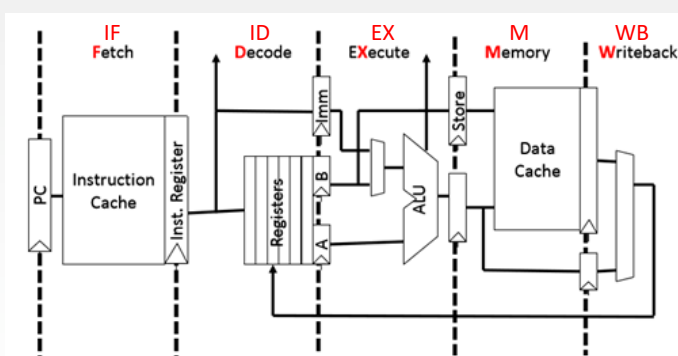 IF
Fetch
ID
Decode
EX
EXecute
M
Memory
WB
Writeback
PC
Instruction
Cache
Inst. Register
Registers
Imm
B
A
ALU
Store
Data
Cache